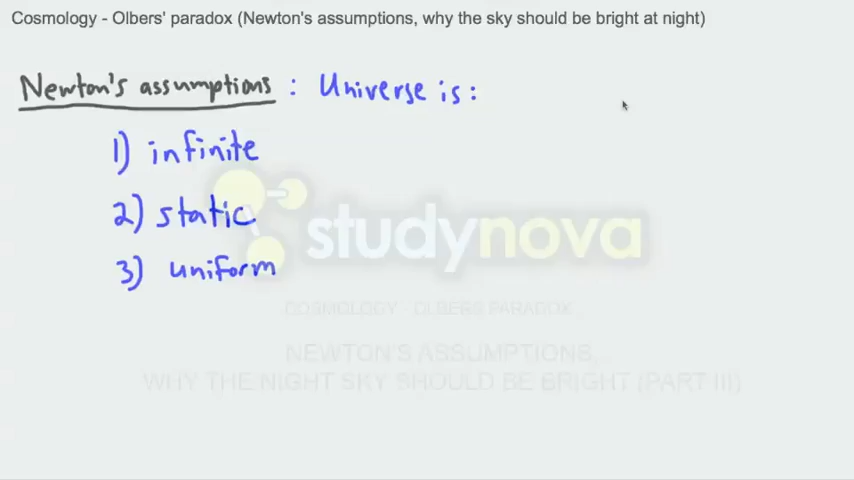 Cosmology - Olbers' paradox (Newton's assumptions, why the sky should be bright at night)
Newton's assumptions : Universe is:
1) infinite
2) static
studynova
3) uniform
COSMOLOGY - OLBERS PARADOX
NEWTON'S ASSUMPTIONS,
WHY THE NIGHT SKY SHOULD BE BRIGHT (PART III)